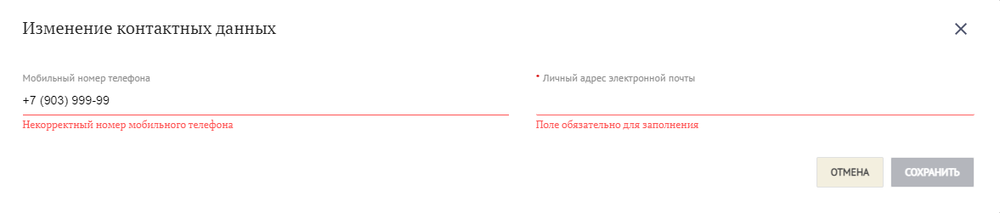 Изменение контактных данных
Мобильный номер телефона
* Личный адрес электронной почты
+7 (903) 999-99
Некорректный номер мобильного телефона
Поле обязательно для заполнения
ОТМЕНА
СОХРАНИТЬ